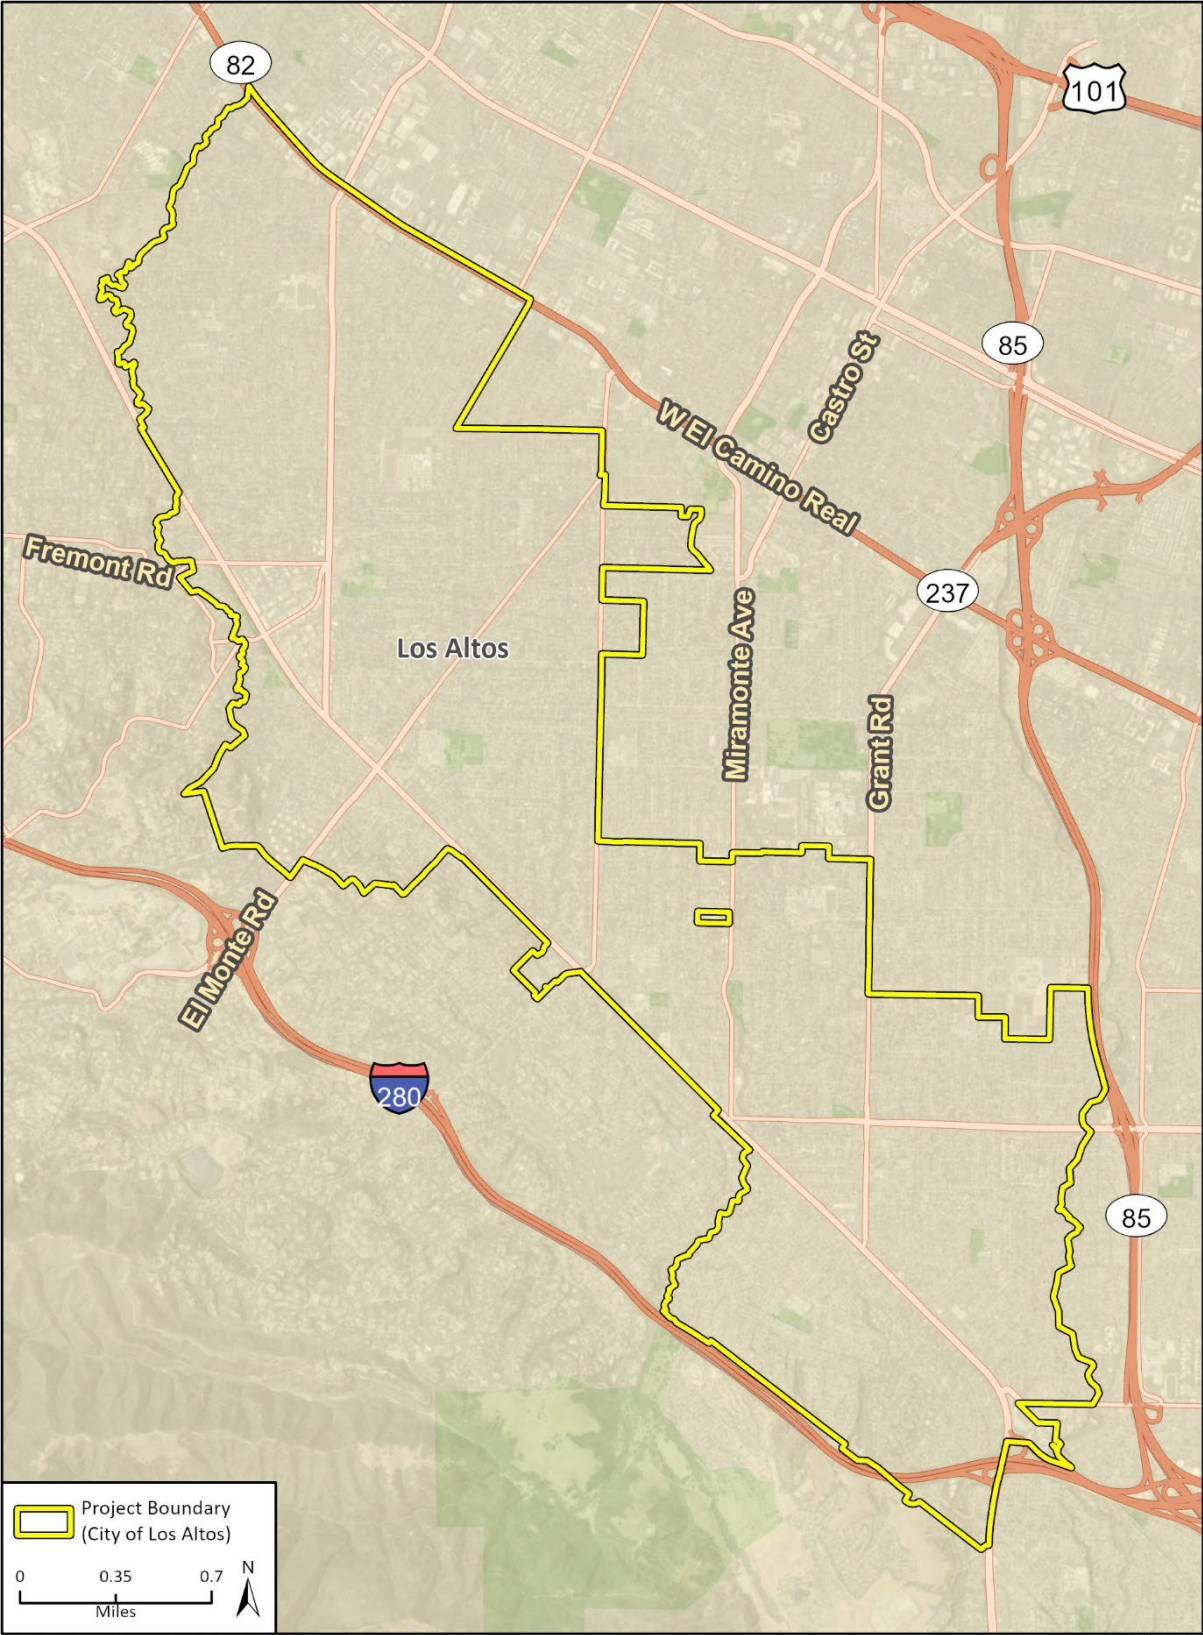 82
101
85
Castro St
W El Camino Real
Fremont Rd
237
Los Altos
Miramonte Ave
Grant Rd
El Monte Rd
280
85
Project Boundary
(City of Los Altos)
0 0.35 0.7
Miles
N